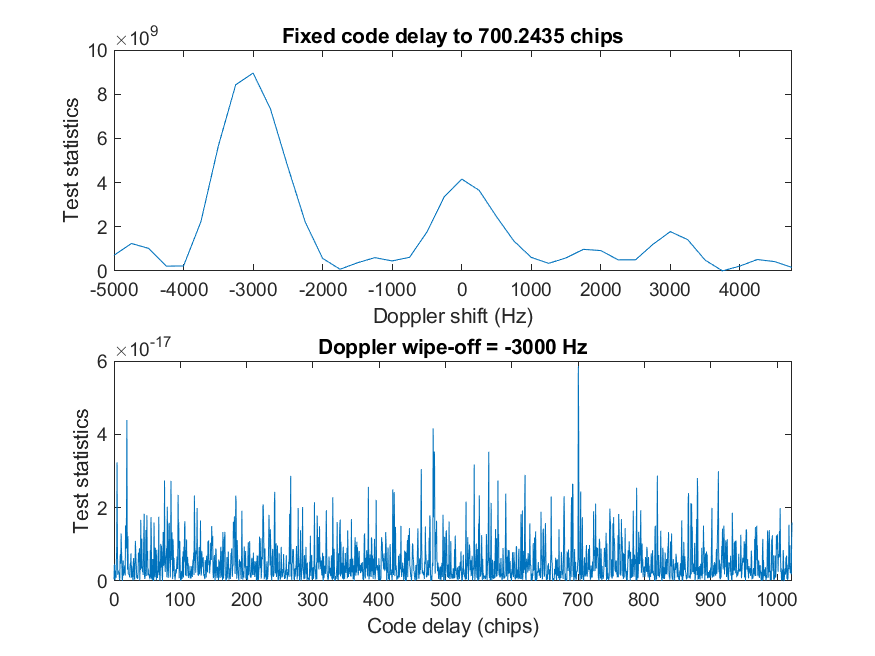 ×10^9
Fixed code delay to 700.2435 chips
10
8
6
4
2
0
Test statistics
-5000 -4000 -3000 -2000 -1000 0 1000 2000 3000 4000
Doppler shift (Hz)
×10^-17
Doppler wipe-off = -3000 Hz
6
4
2
0
Test statistics
0 100 200 300 400 500 600 700 800 900 1000
Code delay (chips)